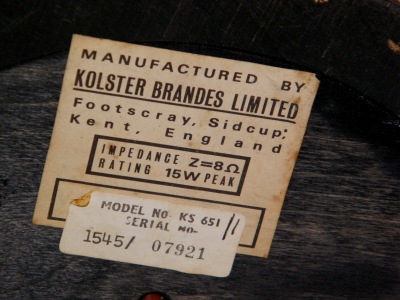 MANUFACTURED BY
KOLSTER BRANDES LIMITED
Footscray, Sidcup,
Kent, England
IMPEDANCE Z=8Ω
RATING 15W PEAK
MODEL No. KS 651/1
SERIAL No-
1545/ 07921